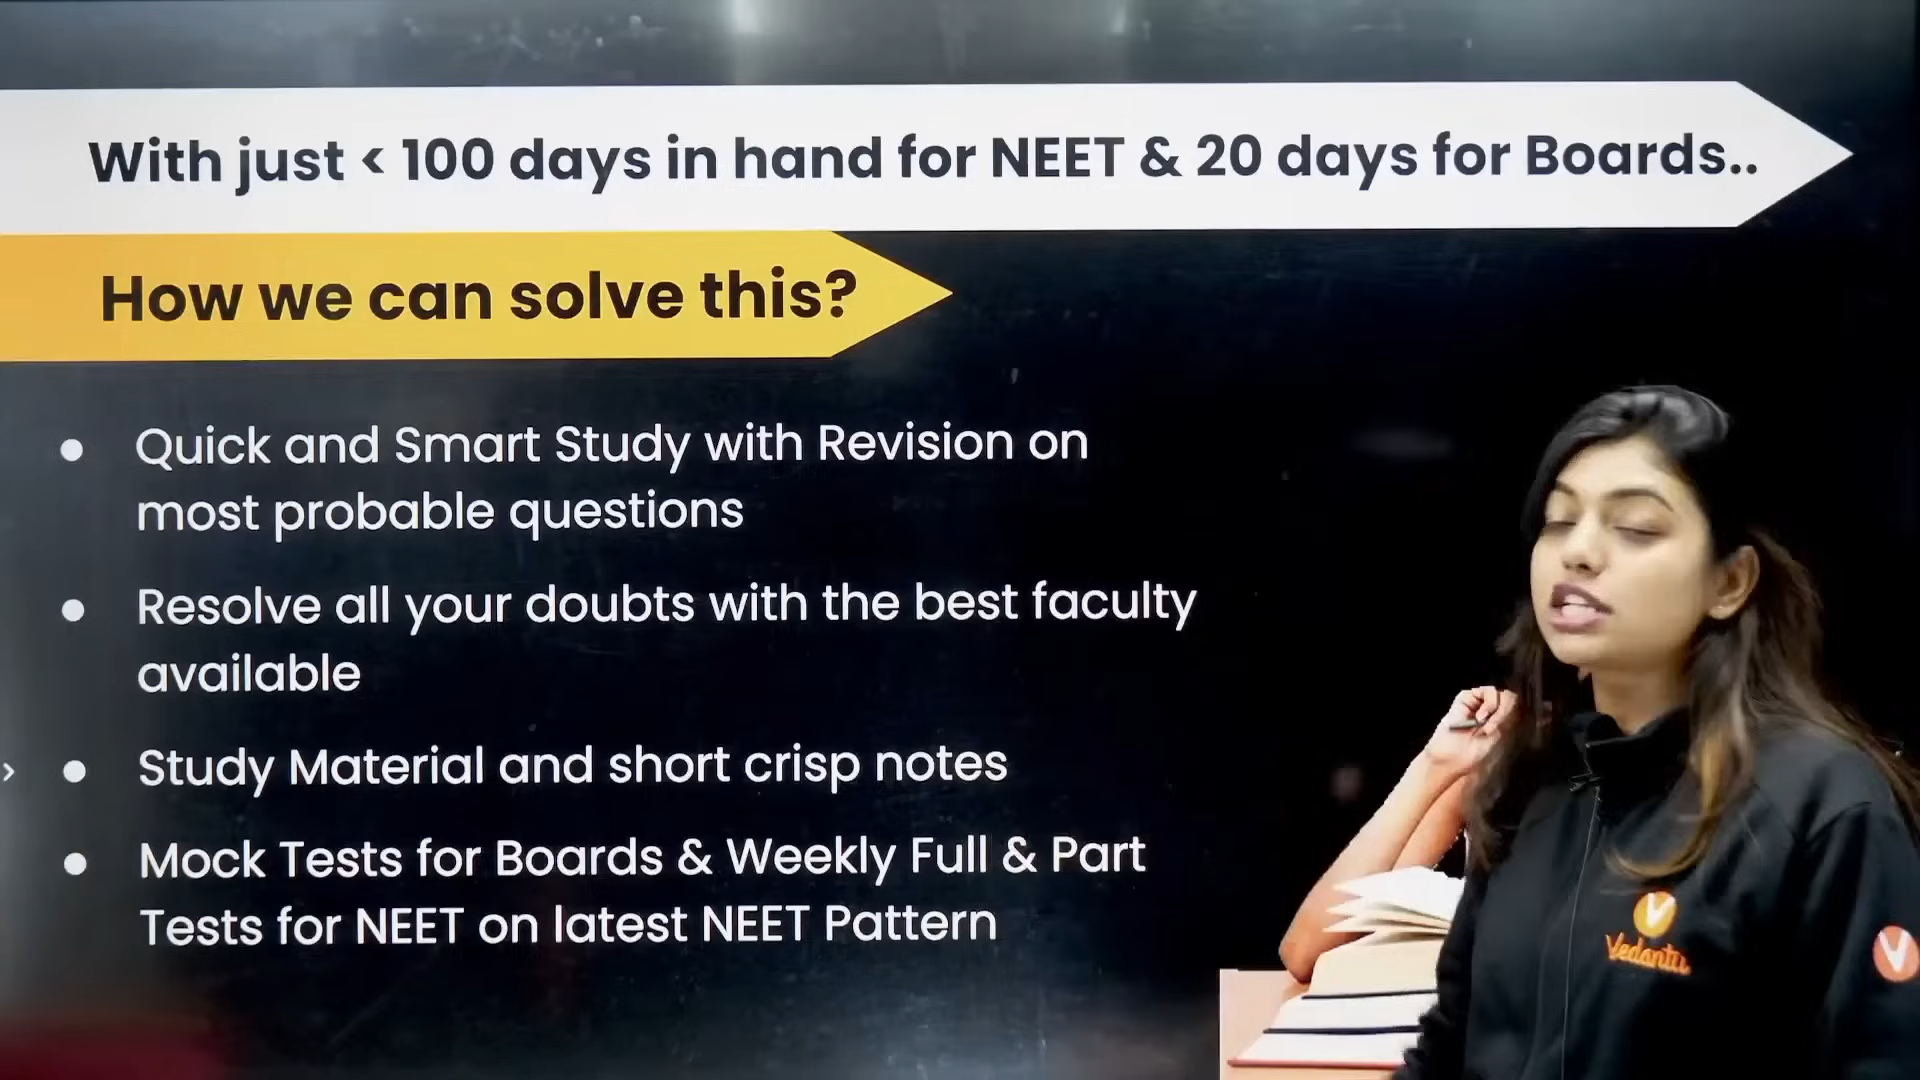 With just < 100 days in hand for NEET & 20 days for Boards..
How we can solve this?
Quick and Smart Study with Revision on
most probable questions
Resolve all your doubts with the best faculty
available
Study Material and short crisp notes
Mock Tests for Boards & Weekly Full & Part
Tests for NEET on latest NEET Pattern
V
Vedantu
V